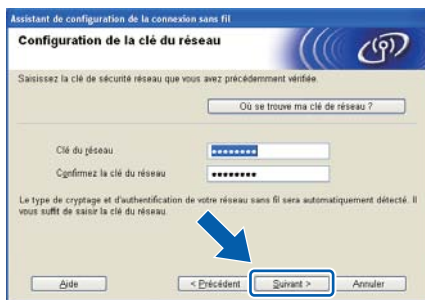 Assistant de configuration de la connexion sans fil
Configuration de la clé du réseau
Saisissez la clé de sécurité réseau que vous avez précédemment vérifiée.
Où se trouve ma clé de réseau ?
Clé du réseau ••••••••
Confirmez la clé du réseau ••••••••
Le type de cryptage et d'authentification de votre réseau sans fil sera automatiquement détecté. Il
vous suffit de saisir la clé du réseau.
Aide < Précédent Suivant > Annuler